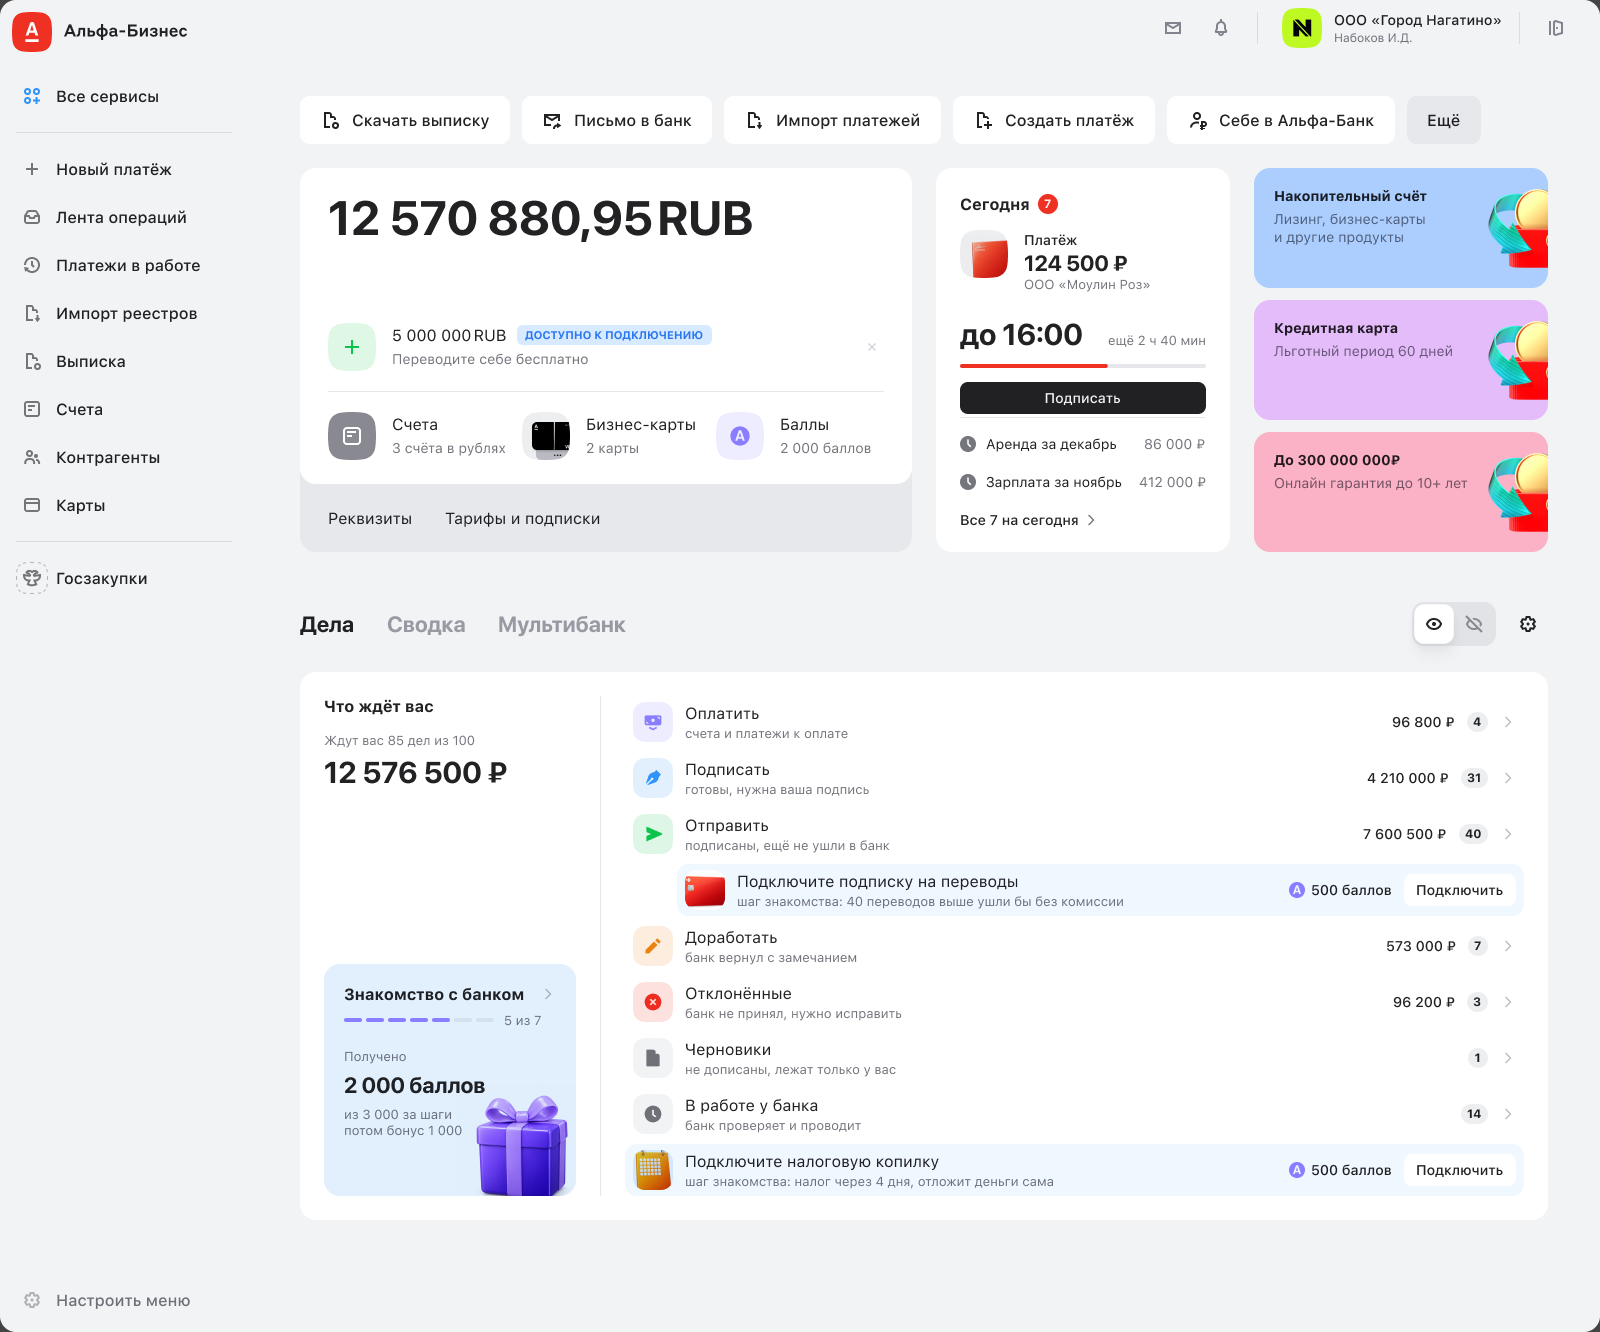 Альфа-Бизнес
ООО «Город Нагатино»
Набоков И.Д.
Все сервисы
Новый платёж
Лента операций
Платежи в работе
Импорт реестров
Выписка
Счета
Контрагенты
Карты
Госзакупки
Настроить меню
Скачать выписку
Письмо в банк
Импорт платежей
Создать платёж
Себе в Альфа-Банк
Ещё
12 570 880,95 RUB
5 000 000 RUB ДОСТУПНО К ПОДКЛЮЧЕНИЮ
Переводите себе бесплатно
Счета
3 счёта в рублях
Бизнес-карты
2 карты
Баллы
2 000 баллов
Реквизиты
Тарифы и подписки
Сегодня 7
Платёж
124 500 ₽
ООО «Моулин Роз»
до 16:00
ещё 2 ч 40 мин
Подписать
Аренда за декабрь 86 000 ₽
Зарплата за ноябрь 412 000 ₽
Все 7 на сегодня
Накопительный счёт
Лизинг, бизнес-карты
и другие продукты
Кредитная карта
Льготный период 60 дней
До 300 000 000₽
Онлайн гарантия до 10+ лет
Дела
Сводка
Мультибанк
Что ждёт вас
Ждут вас 85 дел из 100
12 576 500 ₽
Знакомство с банком
5 из 7
Получено
2 000 баллов
из 3 000 за шаги
потом бонус 1 000
Оплатить
счета и платежи к оплате
96 800 ₽ 4
Подписать
готовы, нужна ваша подпись
4 210 000 ₽ 31
Отправить
подписаны, ещё не ушли в банк
7 600 500 ₽ 40
Подключите подписку на переводы
шаг знакомства: 40 переводов выше ушли бы без комиссии
500 баллов
Подключить
Доработать
банк вернул с замечанием
573 000 ₽ 7
Отклонённые
банк не принял, нужно исправить
96 200 ₽ 3
Черновики
не дописаны, лежат только у вас
1
В работе у банка
банк проверяет и проводит
14
Подключите налоговую копилку
шаг знакомства: налог через 4 дня, отложит деньги сама
500 баллов
Подключить